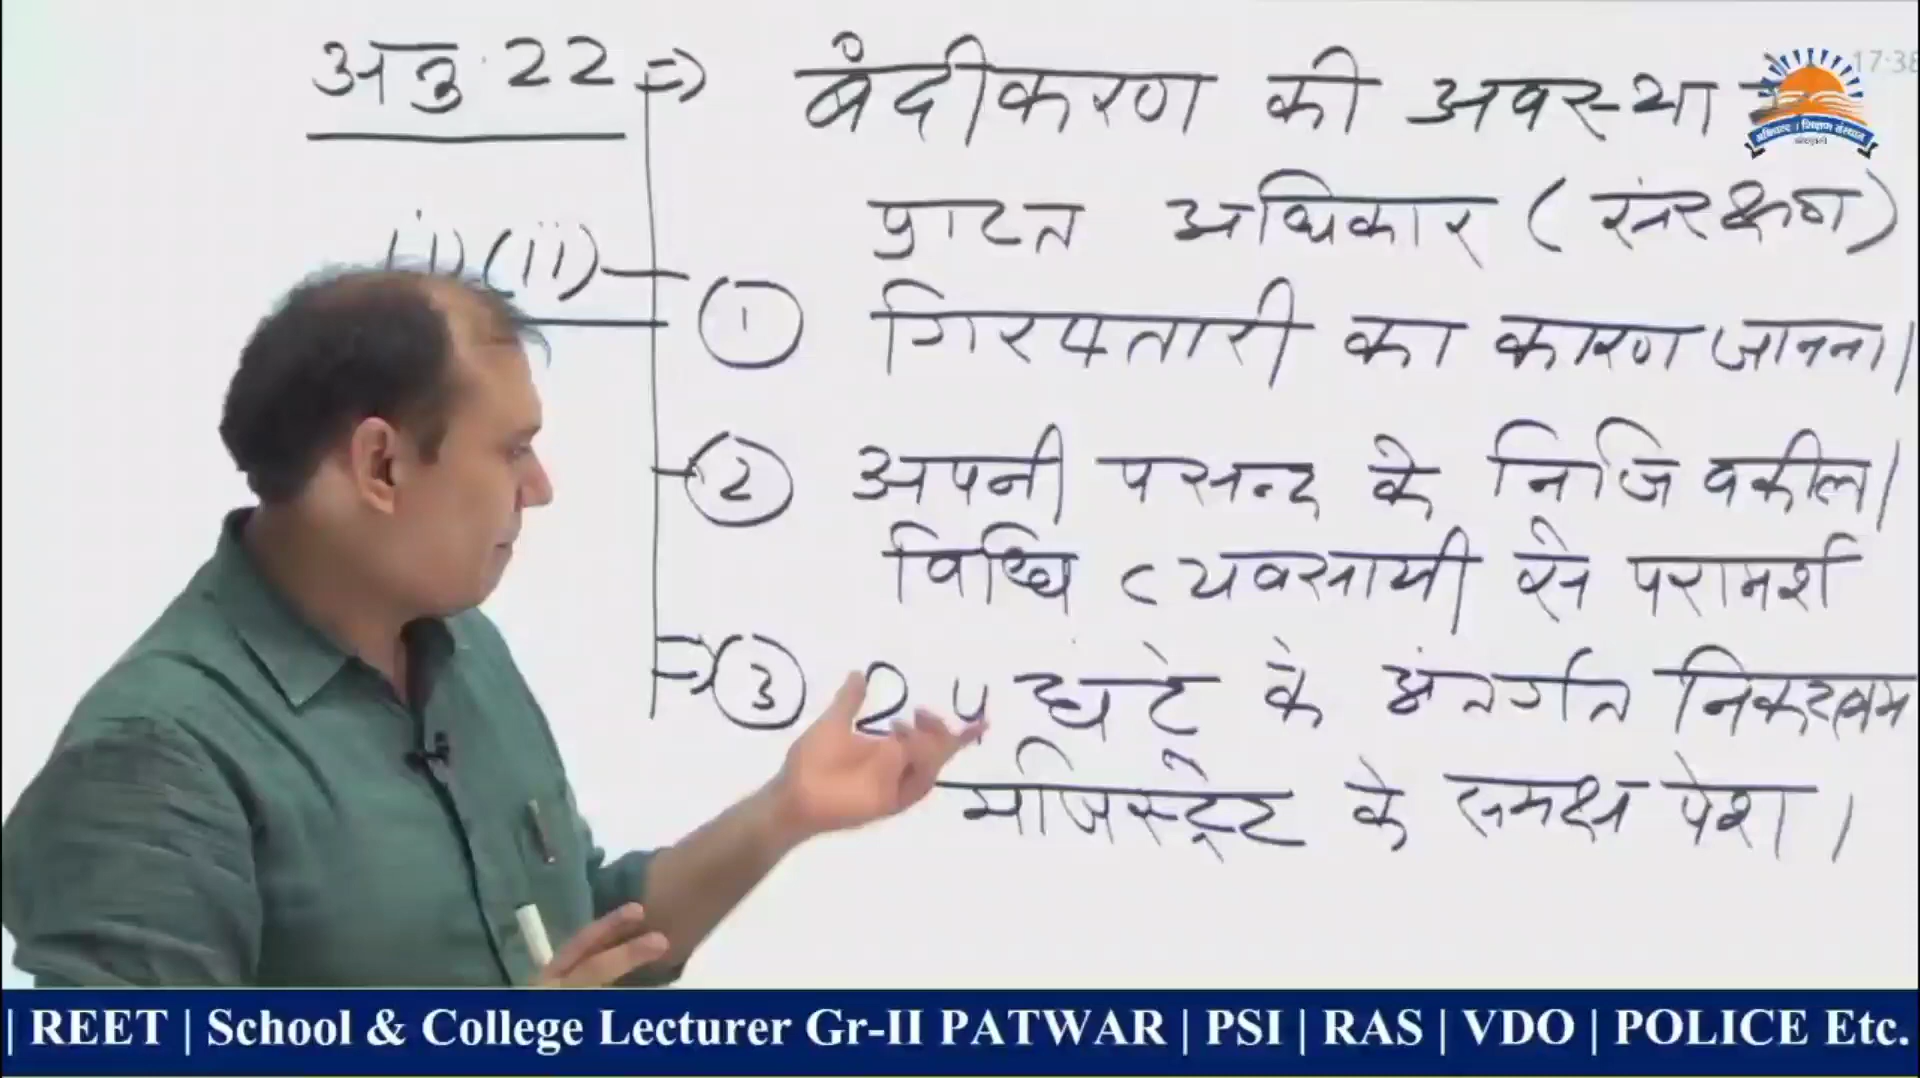 अनु. 22 => बंदीकरण की अवस्था में
17:38
प्राप्त अधिकार ( संरक्षण )
(i) (ii) — ① गिरफ्तारी का कारण जानना।
② अपनी पसन्द के निजि वकील।
विधि व्यवसायी से परामर्श
=> ③ 24 घंटे के अंतर्गत निकटतम
मजिस्ट्रेट के समक्ष पेश।
| REET | School & College Lecturer Gr-II PATWAR | PSI | RAS | VDO | POLICE Etc.